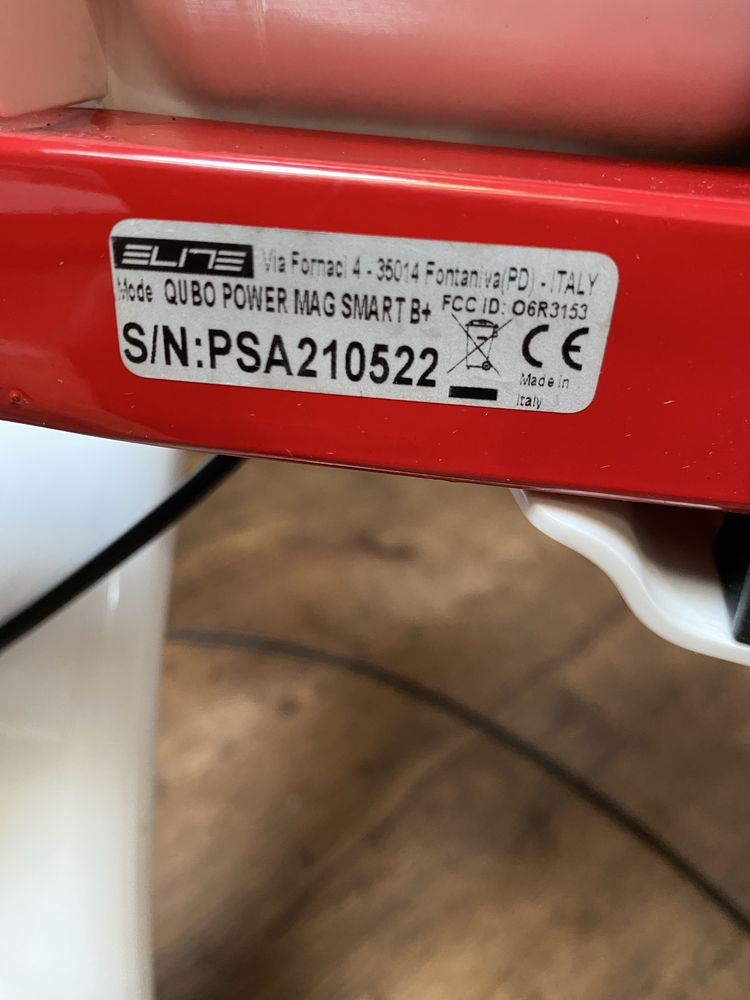 ELITE Via Fornaci 4 - 35014 Fontaniva(PD) - ITALY
Mode QUBO POWER MAG SMART B+ FCC ID: O6R3153
S/N:PSA210522 CE
Made in
Italy